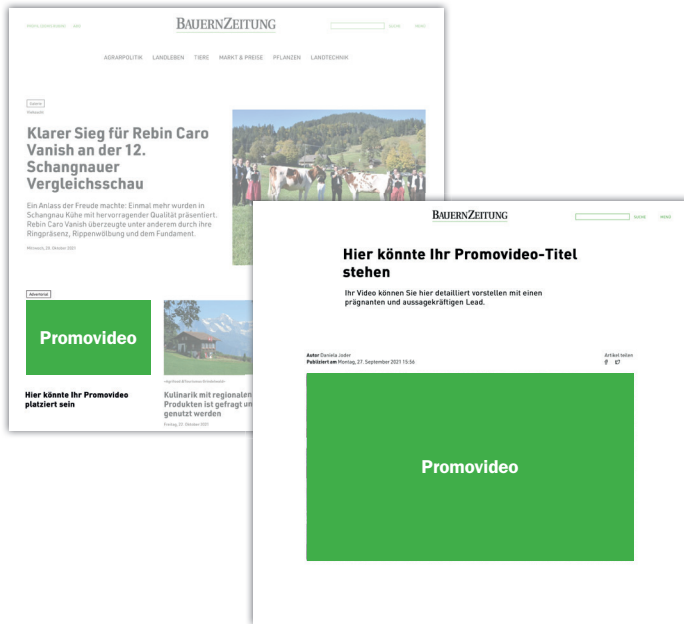 BAUERNZEITUNG
SUCHE MENÜ
AGRARPOLITIK LANDLEBEN TIERE MARKT & PREISE PFLANZEN LANDTECHNIK
Klarer Sieg für Rebin Caro
Vanish an der 12.
Schangnauer
Vergleichsschau
Ein Anlass der Freude machte: Einmal
mehr wurden in
Schangnau Kühe mit hervorragender Qualität präsentiert.
Rebin Caro Vanish überzeugte unter anderem durch ihre
Ringpräsenz, Rippenwölbung und dem Fundament.
Mittwoch, 20. Oktober 2021
Advertorial
Promovideo
Hier könnte Ihr Promovideo
platziert sein
Kulinarik mit regionalen
Produkten ist gefragt un
genutzt werden
Freitag, 22. Oktober 2021
BAUERNZEITUNG
SUCHE MENÜ
Hier könnte Ihr Promovideo-Titel
stehen
Ihr Video können Sie hier detailliert vorstellen mit einen
prägnanten und aussagekräftigen Lead.
Autor Daniela Joder
Publiziert am Montag, 27. September 2021 15:56
Artikel teilen
Promovideo